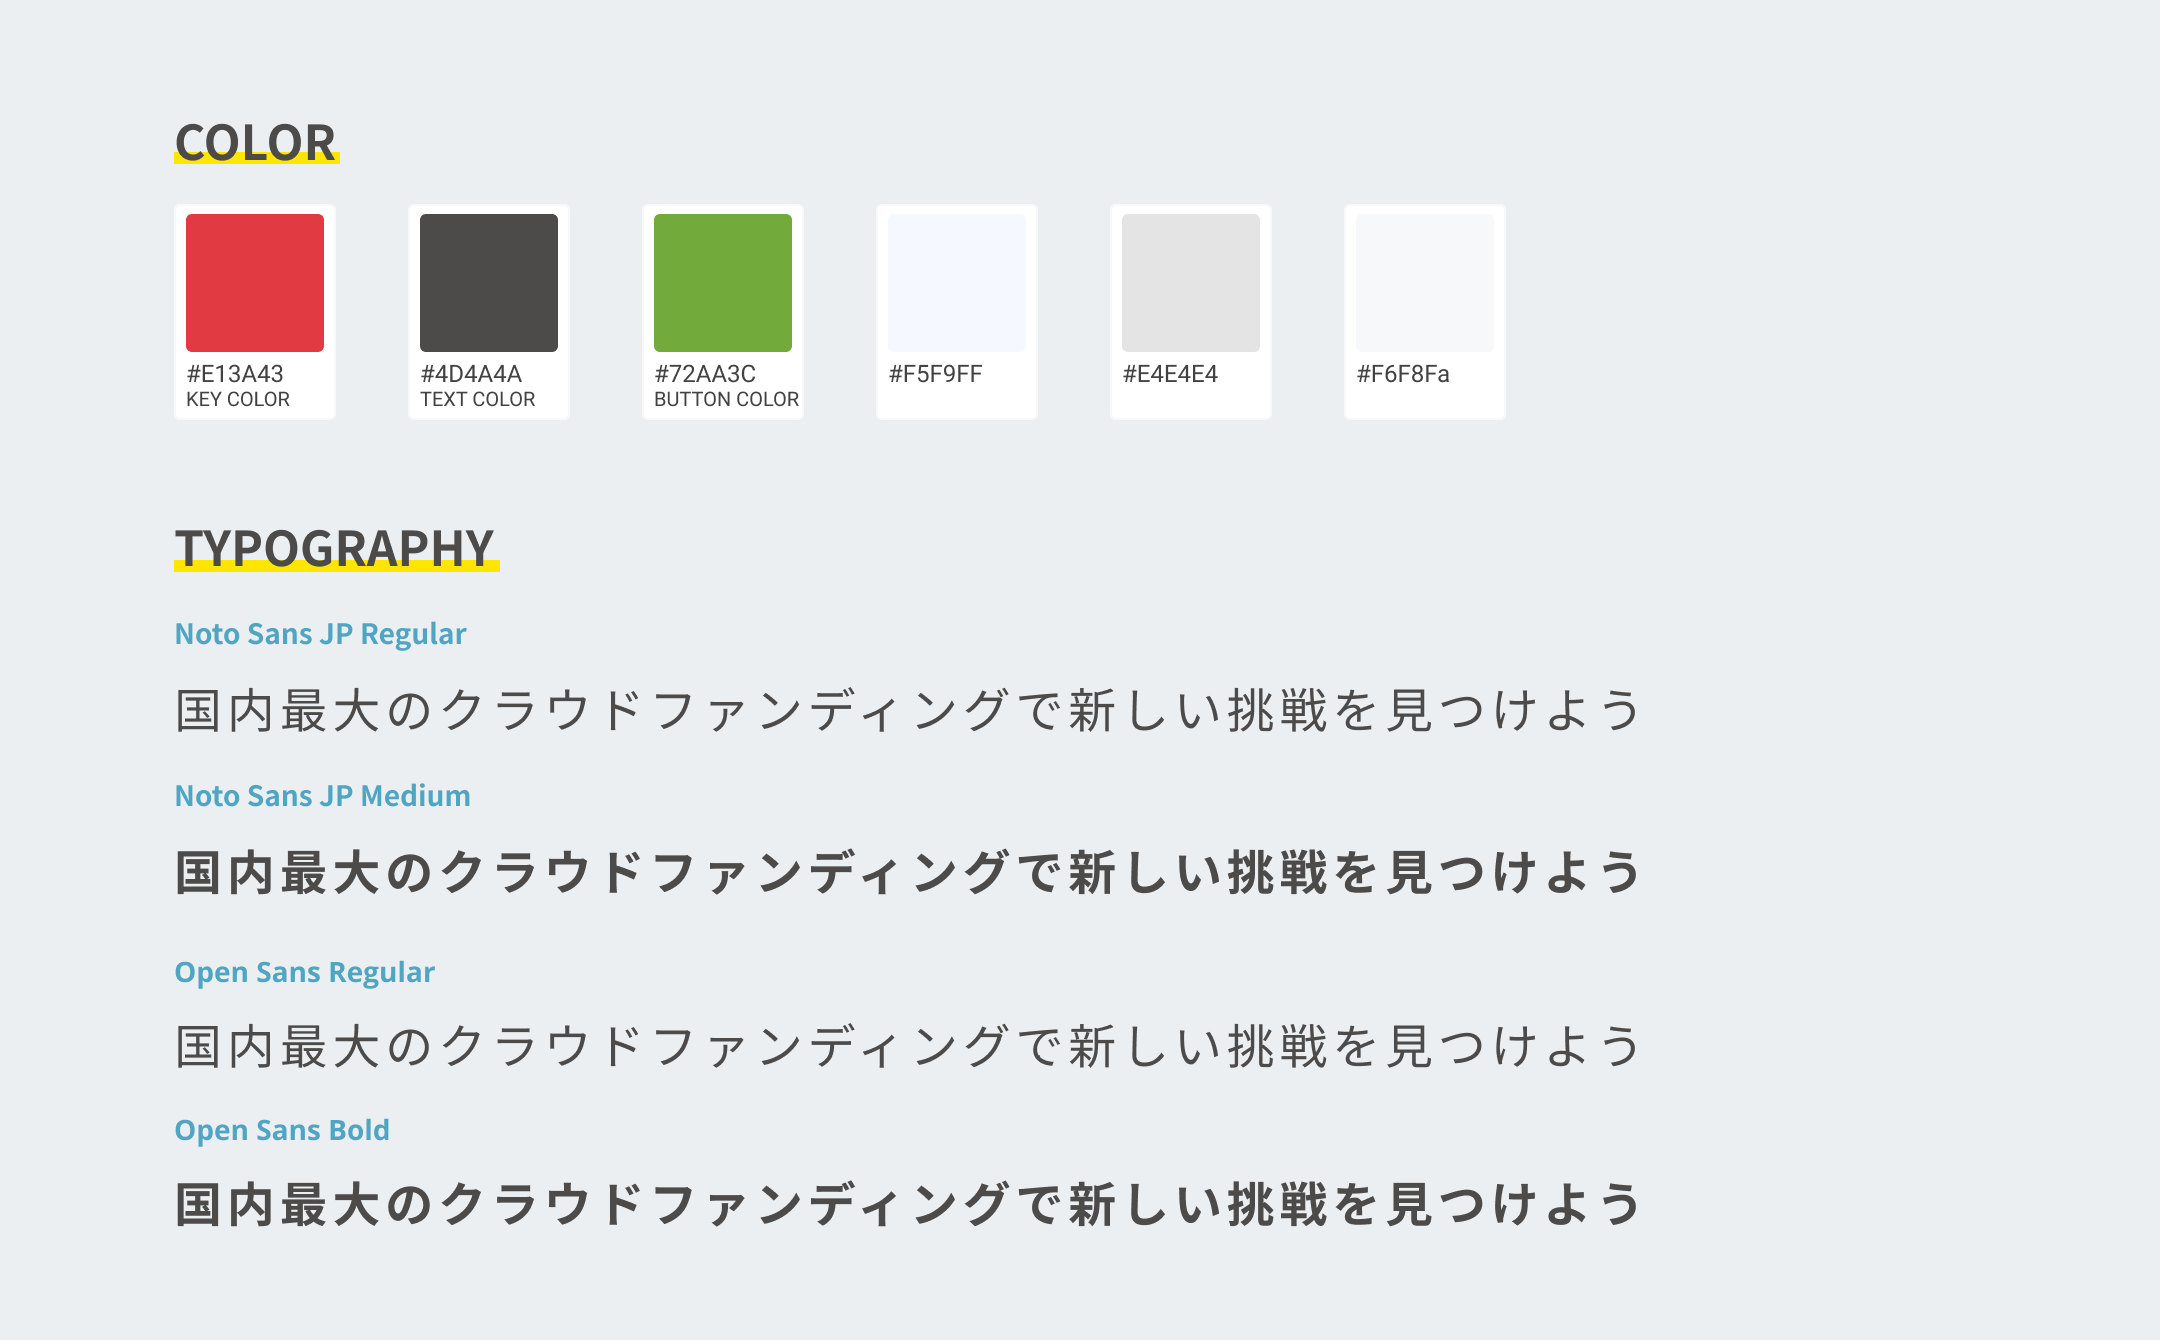 COLOR
#E13A43
KEY COLOR
#4D4A4A
TEXT COLOR
#72AA3C
BUTTON COLOR
#F5F9FF
#E4E4E4
#F6F8Fa
TYPOGRAPHY
Noto Sans JP Regular
国内最大のクラウドファンディングで新しい挑戦を見つけよう
Noto Sans JP Medium
国内最大のクラウドファンディングで新しい挑戦を見つけよう
Open Sans Regular
国内最大のクラウドファンディングで新しい挑戦を見つけよう
Open Sans Bold
国内最大のクラウドファンディングで新しい挑戦を見つけよう